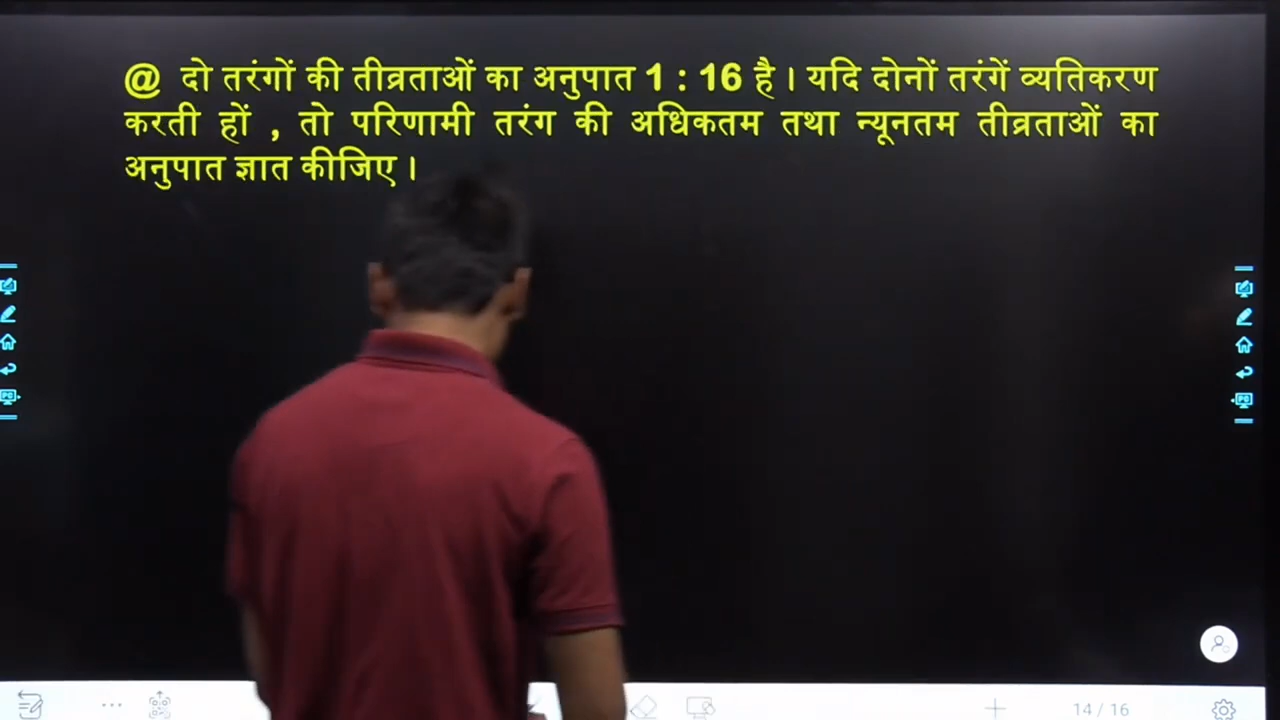 @ दो तरंगों की तीव्रताओं का अनुपात 1 : 16 है । यदि दोनों तरंगें व्यतिकरण
करती हों , तो परिणामी तरंग की अधिकतम तथा न्यूनतम तीव्रताओं का
अनुपात ज्ञात कीजिए ।
14 / 16